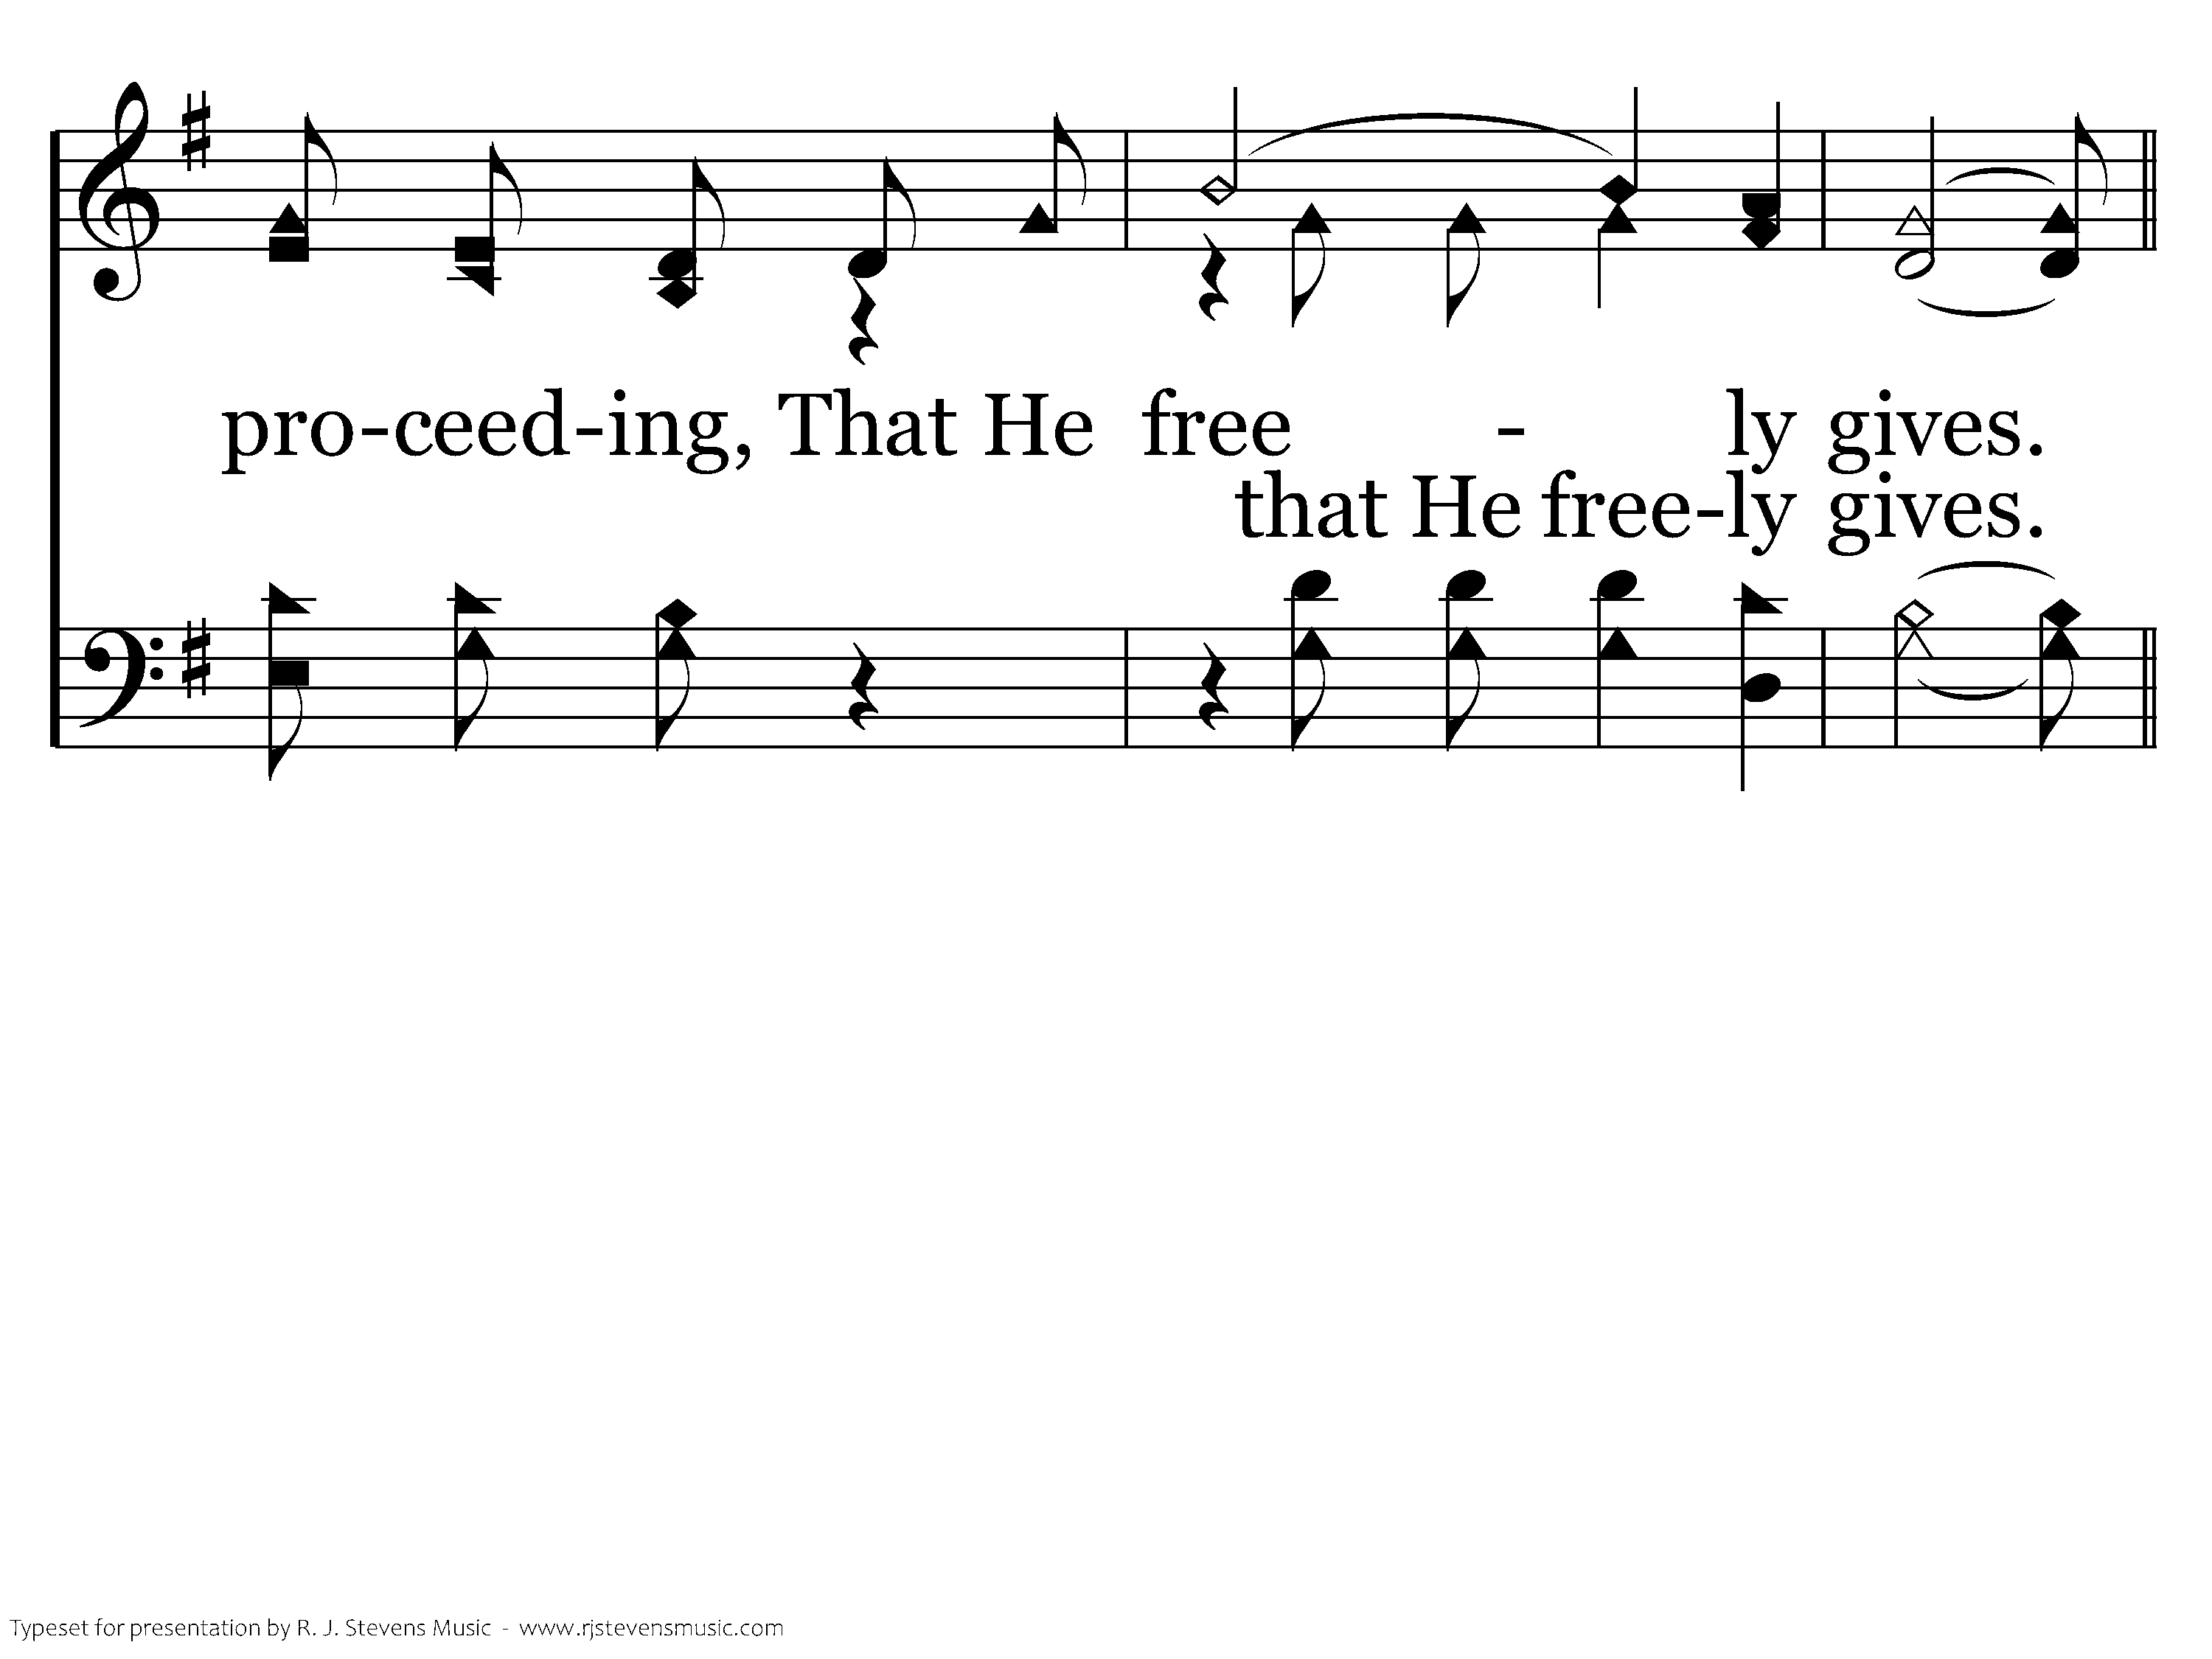 pro-ceed-ing, That He free - ly gives.
that He free-ly gives.
Typeset for presentation by R. J. Stevens Music - www.rjstevensmusic.com